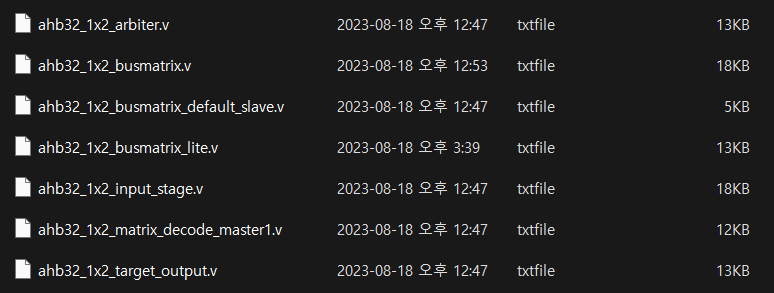 ahb32_1x2_arbiter.v 2023-08-18 오후 12:47 txtfile 13KB
ahb32_1x2_busmatrix.v 2023-08-18 오후 12:53 txtfile 18KB
ahb32_1x2_busmatrix_default_slave.v 2023-08-18 오후 12:47 txtfile 5KB
ahb32_1x2_busmatrix_lite.v 2023-08-18 오후 3:39 txtfile 13KB
ahb32_1x2_input_stage.v 2023-08-18 오후 12:47 txtfile 18KB
ahb32_1x2_matrix_decode_master1.v 2023-08-18 오후 12:47 txtfile 12KB
ahb32_1x2_target_output.v 2023-08-18 오후 12:47 txtfile 13KB